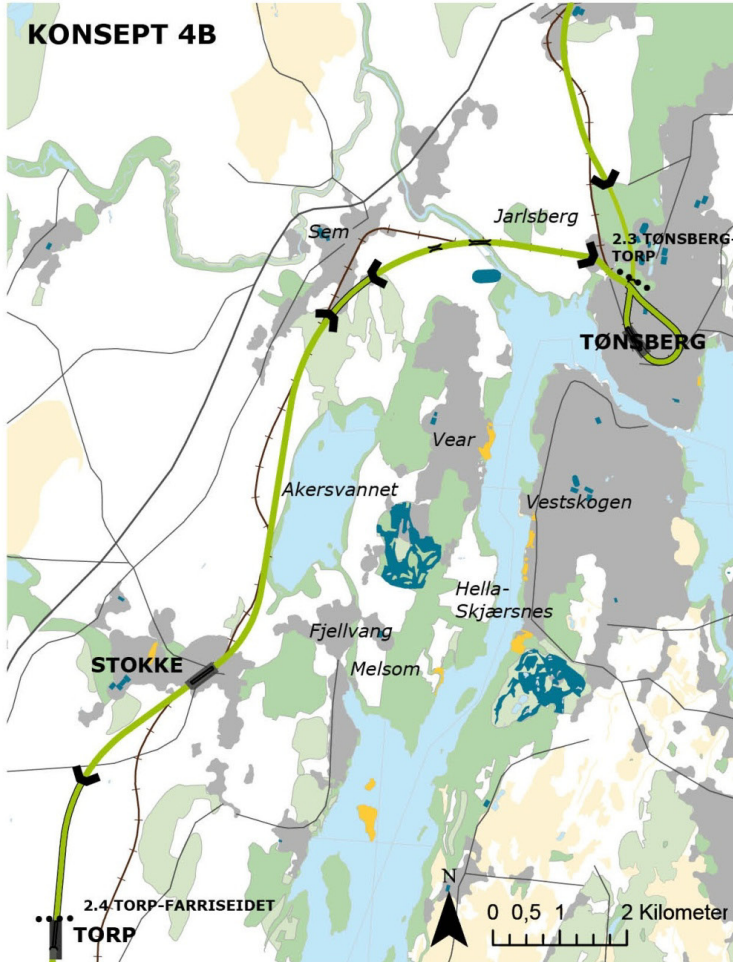 KONSEPT 4B
Jarlsberg
Sem
2.3 TØNSBERG-
TORP
TØNSBERG
Vear
Akersvannet
Vestskogen
Hella-
Skjærsnes
Fjellvang
STOKKE
Melsom
N
2.4 TORP-FARRISEIDET
TORP
0 0,5 1 2 Kilometer